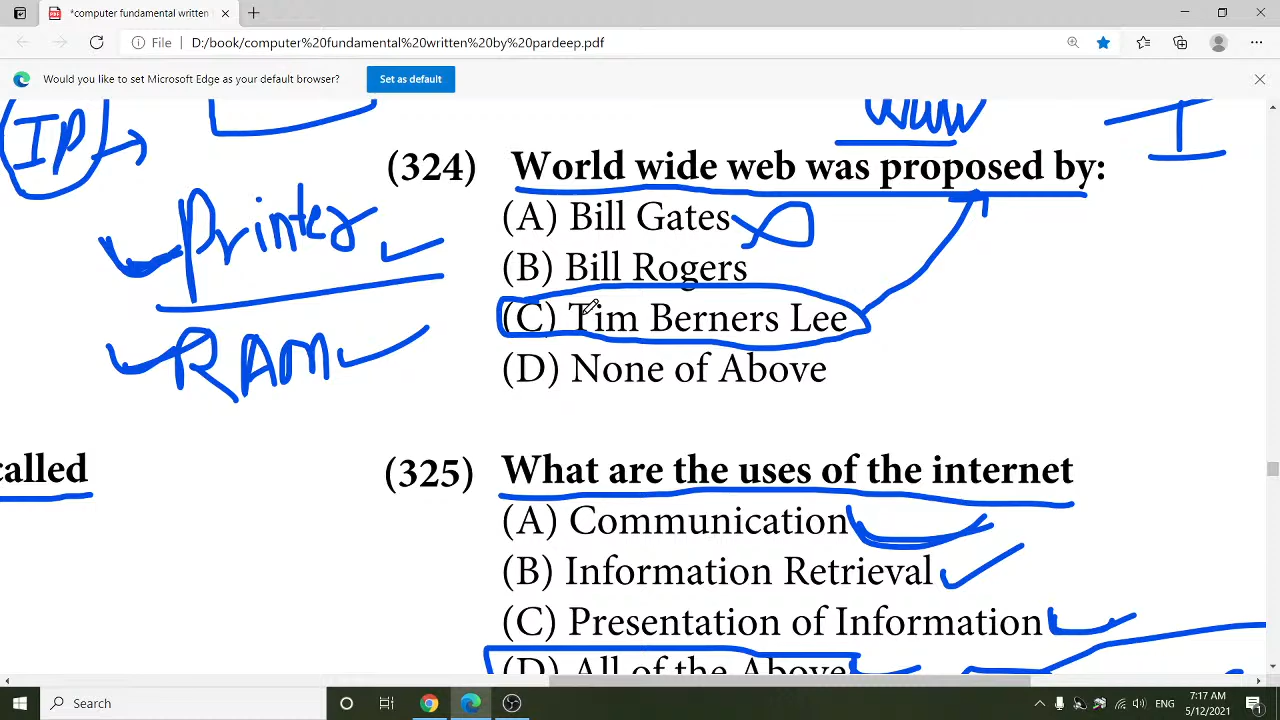 *computer fundamental written
File D:/book/computer%20fundamental%20written%20by%20pardeep.pdf
Would you like to set Microsoft Edge as your default browser? Set as default
www
I
IP
(324) World wide web was proposed by:
(A) Bill Gates
(B) Bill Rogers
(C) Tim Berners Lee
(D) None of Above
Printer
RAM
called
(325) What are the uses of the internet
(A) Communication
(B) Information Retrieval
(C) Presentation of Information
(D) All of the Above
Search
ENG
7:17 AM
5/12/2021